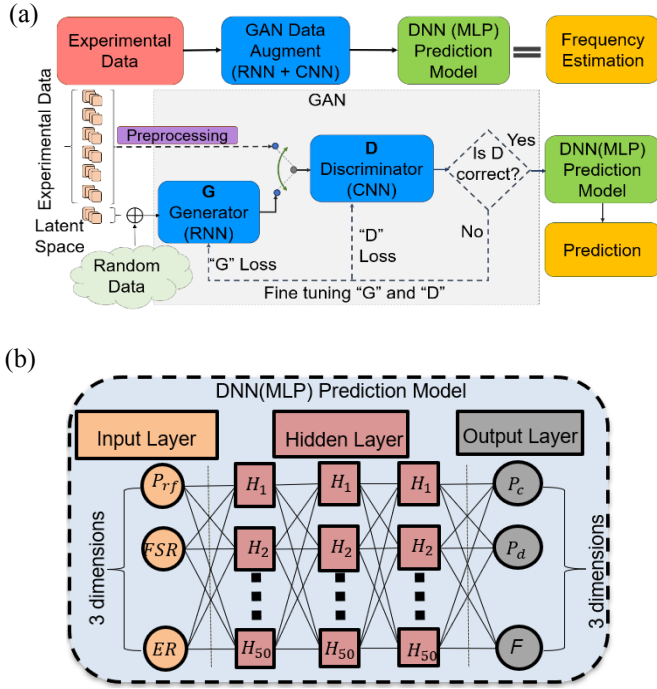 (a)
Experimental
Data
GAN Data
Augment
(RNN + CNN)
DNN (MLP)
Prediction
Model
Frequency
Estimation
Experimental Data
GAN
Preprocessing
D
Discriminator
(CNN)
Is D
correct?
Yes
DNN(MLP)
Prediction
Model
G
Generator
(RNN)
Latent
Space
Random
Data
"G" Loss
"D"
Loss
No
Prediction
Fine tuning "G" and "D"
(b)
DNN(MLP) Prediction Model
Input Layer
Hidden Layer
Output Layer
3 dimensions
P_rf
H_1
H_1
H_1
P_c
FSR
H_2
H_2
H_2
P_d
ER
H_50
H_50
H_50
F
3 dimensions